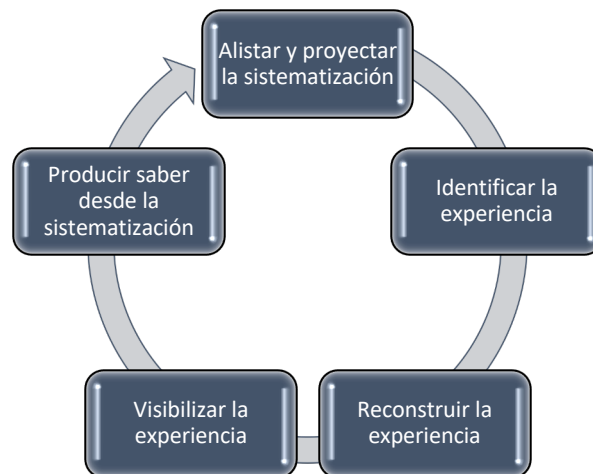 Alistar y proyectar
la sistematización
Identificar la
experiencia
Reconstruir la
experiencia
Visibilizar la
experiencia
Producir saber
desde la
sistematización